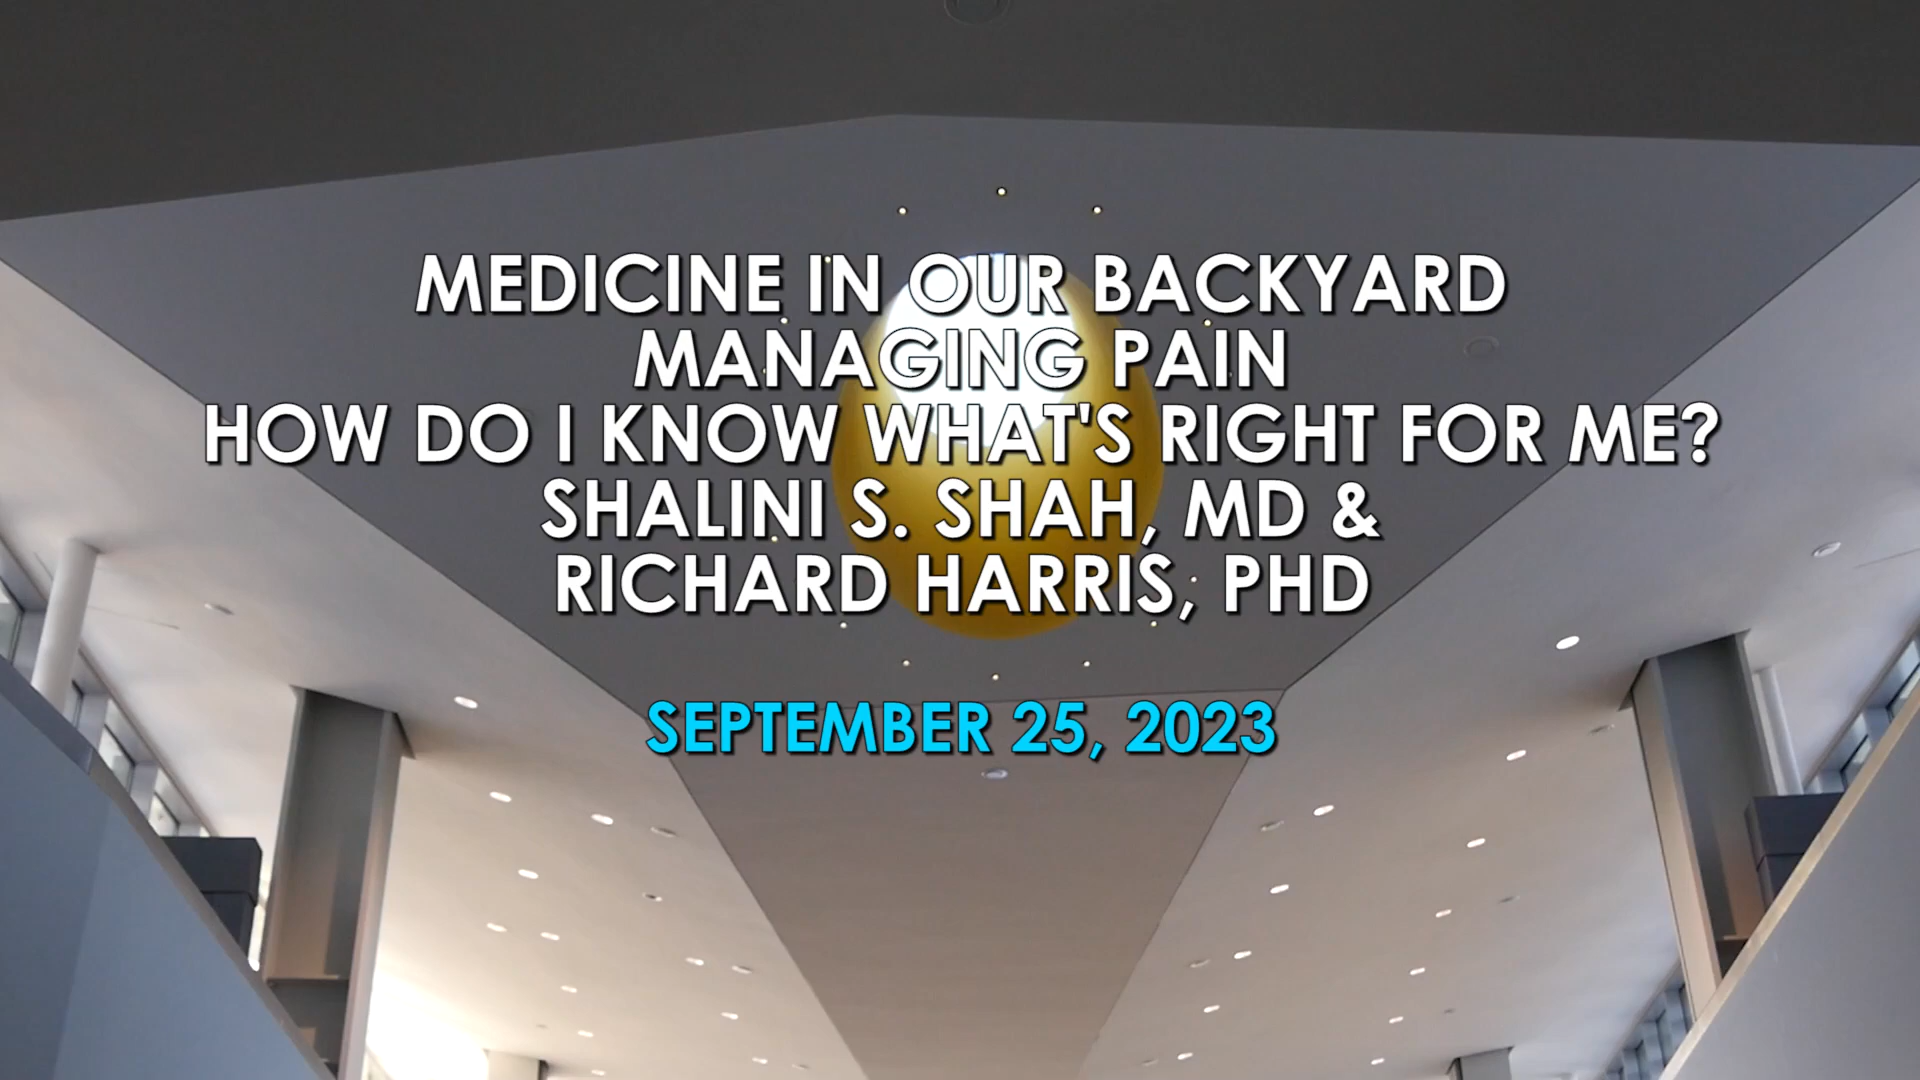 MEDICINE IN OUR BACKYARD
MANAGING PAIN
HOW DO I KNOW WHAT'S RIGHT FOR ME?
SHALINI S. SHAH, MD &
RICHARD HARRIS, PHD
SEPTEMBER 25, 2023